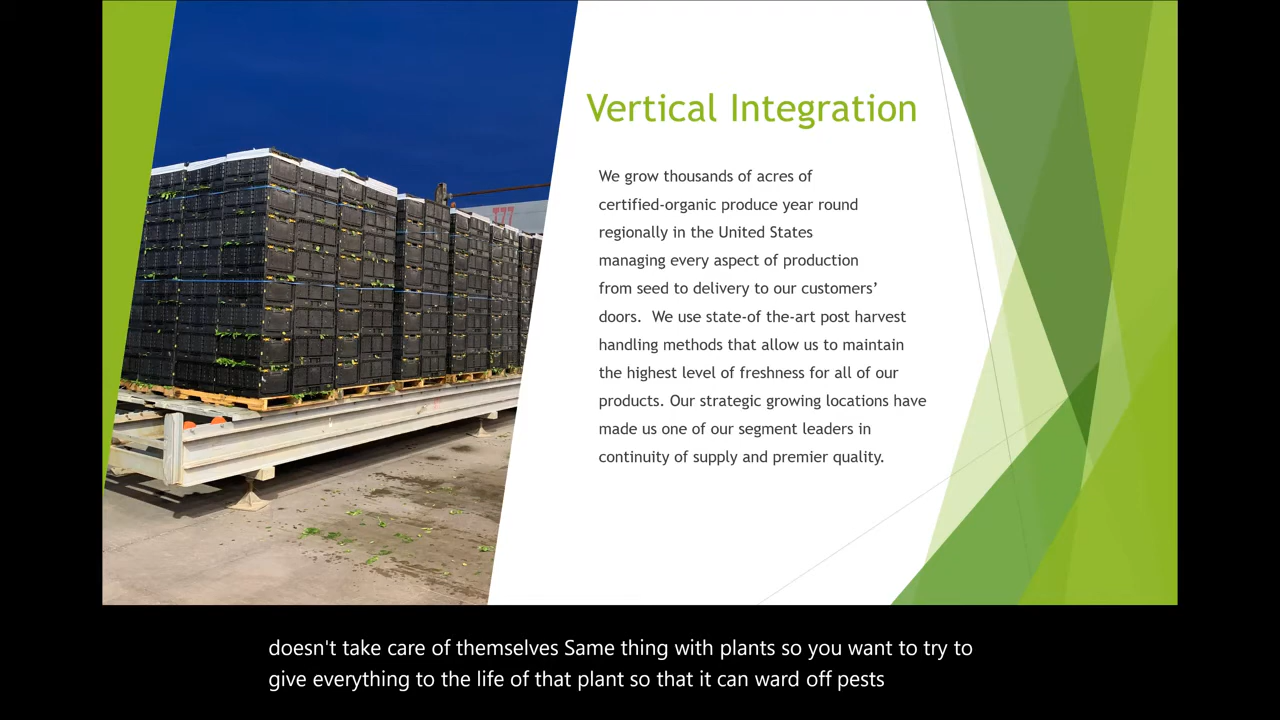 Vertical Integration
We grow thousands of acres of
certified-organic produce year round
regionally in the United States
managing every aspect of production
from seed to delivery to our customers’
doors.  We use state-of the-art post harvest
handling methods that allow us to maintain
the highest level of freshness for all of our
products. Our strategic growing locations have
made us one of our segment leaders in
continuity of supply and premier quality.
doesn't take care of themselves Same thing with plants so you want to try to
give everything to the life of that plant so that it can ward off pests